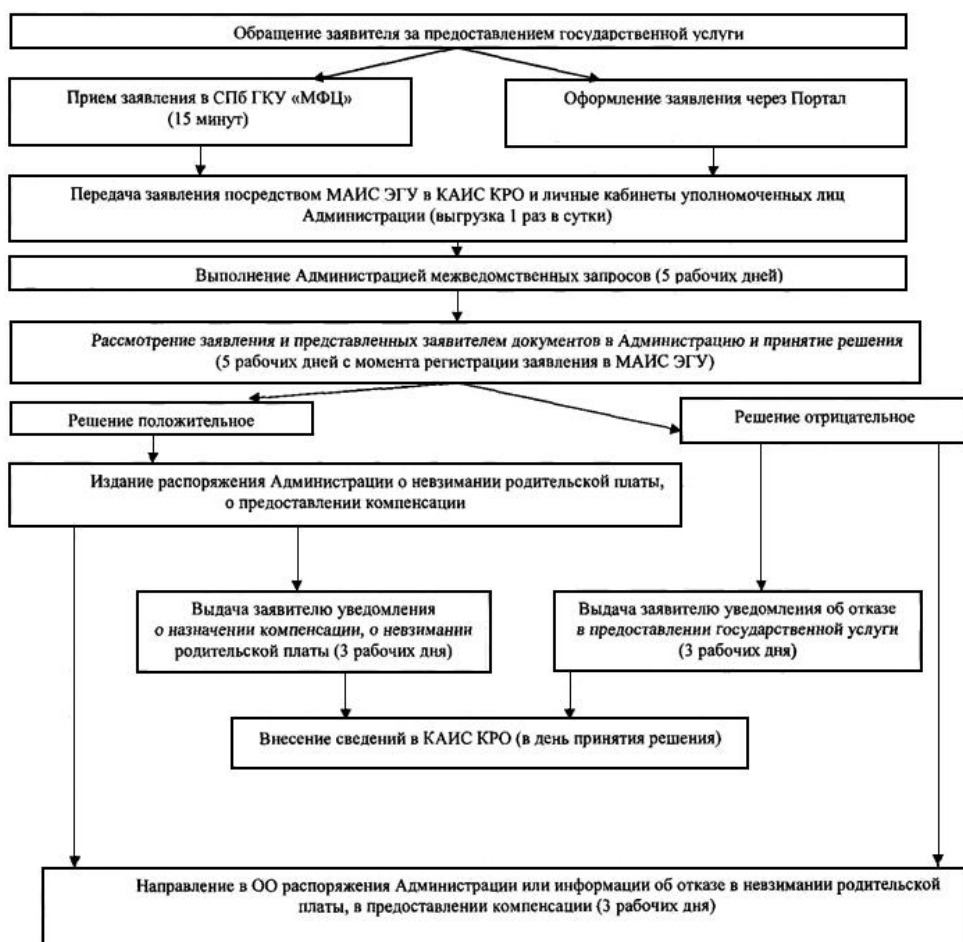 Обращение заявителя за предоставлением государственной услуги
Прием заявления в СПб ГКУ «МФЦ»
(15 минут)
Оформление заявления через Портал
Передача заявления посредством МАИС ЭГУ в КАИС КРО и личные кабинеты уполномоченных лиц
Администрации (выгрузка 1 раз в сутки)
Выполнение Администрацией межведомственных запросов (5 рабочих дней)
Рассмотрение заявления и представленных заявителем документов в Администрацию и принятие решения
(5 рабочих дней с момента регистрации заявления в МАИС ЭГУ)
Решение положительное
Решение отрицательное
Издание распоряжения Администрации о невзимании родительской платы,
о предоставлении компенсации
Выдача заявителю уведомления
о назначении компенсации, о невзимании
родительской платы (3 рабочих дня)
Выдача заявителю уведомления об отказе
в предоставлении государственной услуги
(3 рабочих дня)
Внесение сведений в КАИС КРО (в день принятия решения)
Направление в ОО распоряжения Администрации или информации об отказе в невзимании родительской
платы, в предоставлении компенсации (3 рабочих дня)